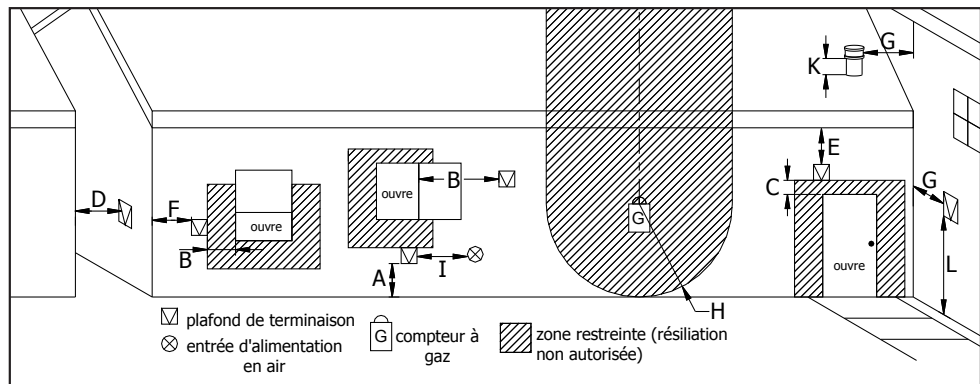 G
K
E
C
G
B
ouvre
D
F
ouvre
G
B
I
A
ouvre
L
H
plafond de terminaison
entrée d'alimentation
en air
G
compteur à
gaz
zone restreinte (résiliation
non autorisée)